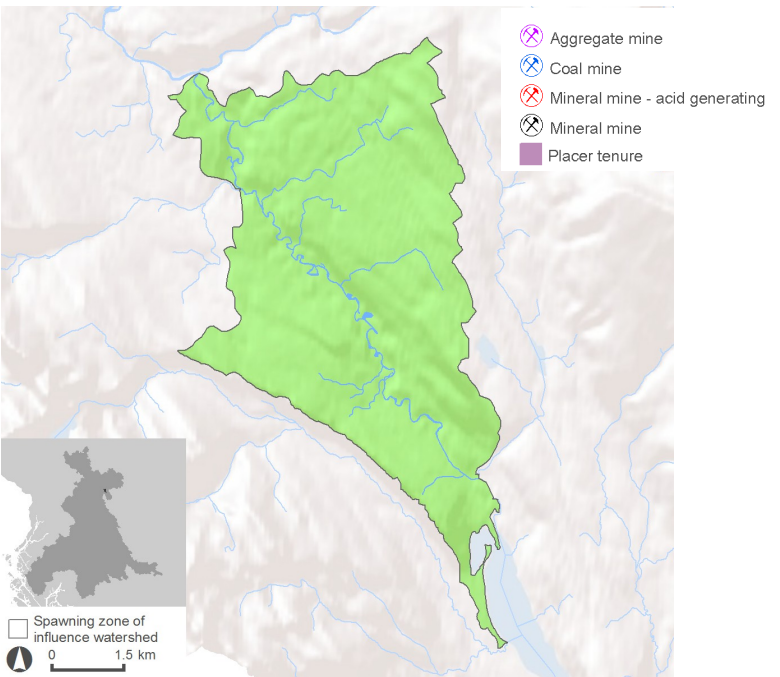 Aggregate mine
Coal mine
Mineral mine - acid generating
Mineral mine
Placer tenure
Spawning zone of
influence watershed
0 1.5 km